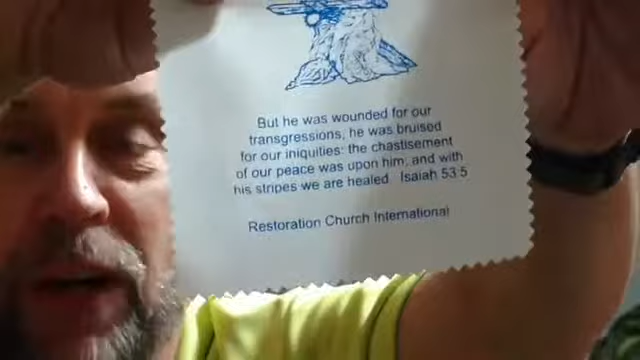 But he was wounded for our
transgressions, he was bruised
for our iniquities: the chastisement
of our peace was upon him; and with
his stripes we are healed. Isaiah 53:5
Restoration Church International